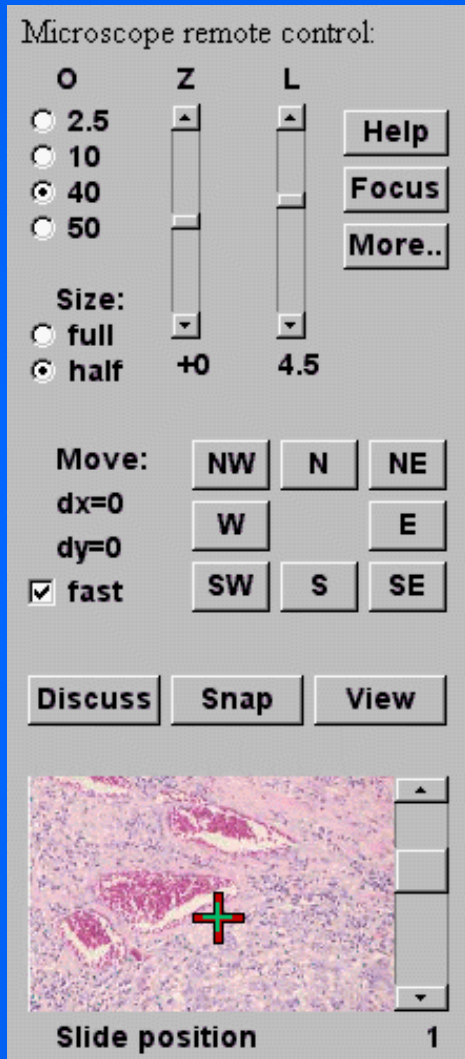 Microscope remote control:
O Z L
2.5
10
40
50
Help
Focus
More..
Size:
full
half
+0 4.5
Move:
dx=0
dy=0
fast
NW N NE
W E
SW S SE
Discuss Snap View
Slide position 1